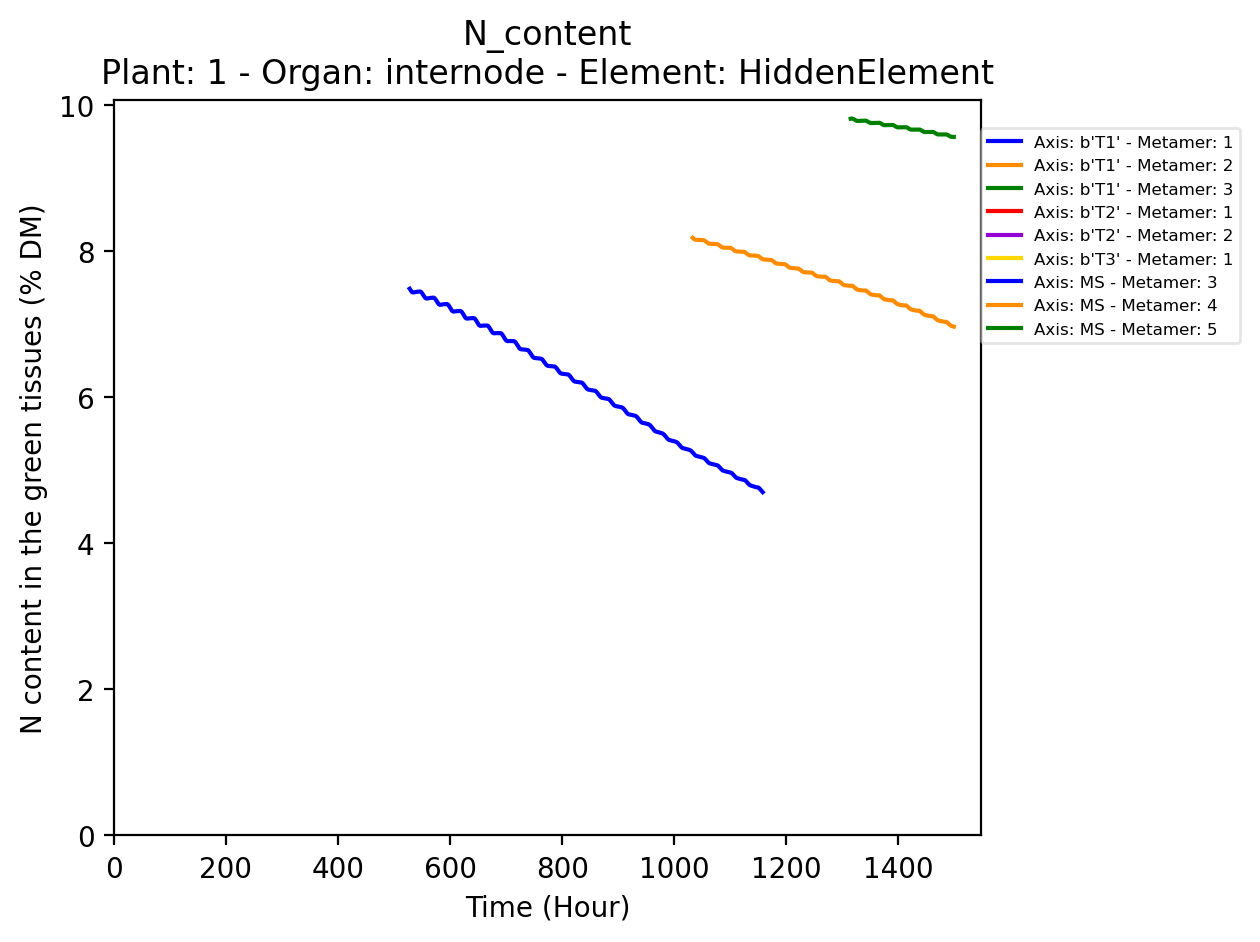 N_content
Plant: 1 - Organ: internode - Element: HiddenElement
N content in the green tissues (% DM)
10
8
6
4
2
0
0 200 400 600 800 1000 1200 1400
Time (Hour)
Axis: b'T1' - Metamer: 1
Axis: b'T1' - Metamer: 2
Axis: b'T1' - Metamer: 3
Axis: b'T2' - Metamer: 1
Axis: b'T2' - Metamer: 2
Axis: b'T3' - Metamer: 1
Axis: MS - Metamer: 3
Axis: MS - Metamer: 4
Axis: MS - Metamer: 5